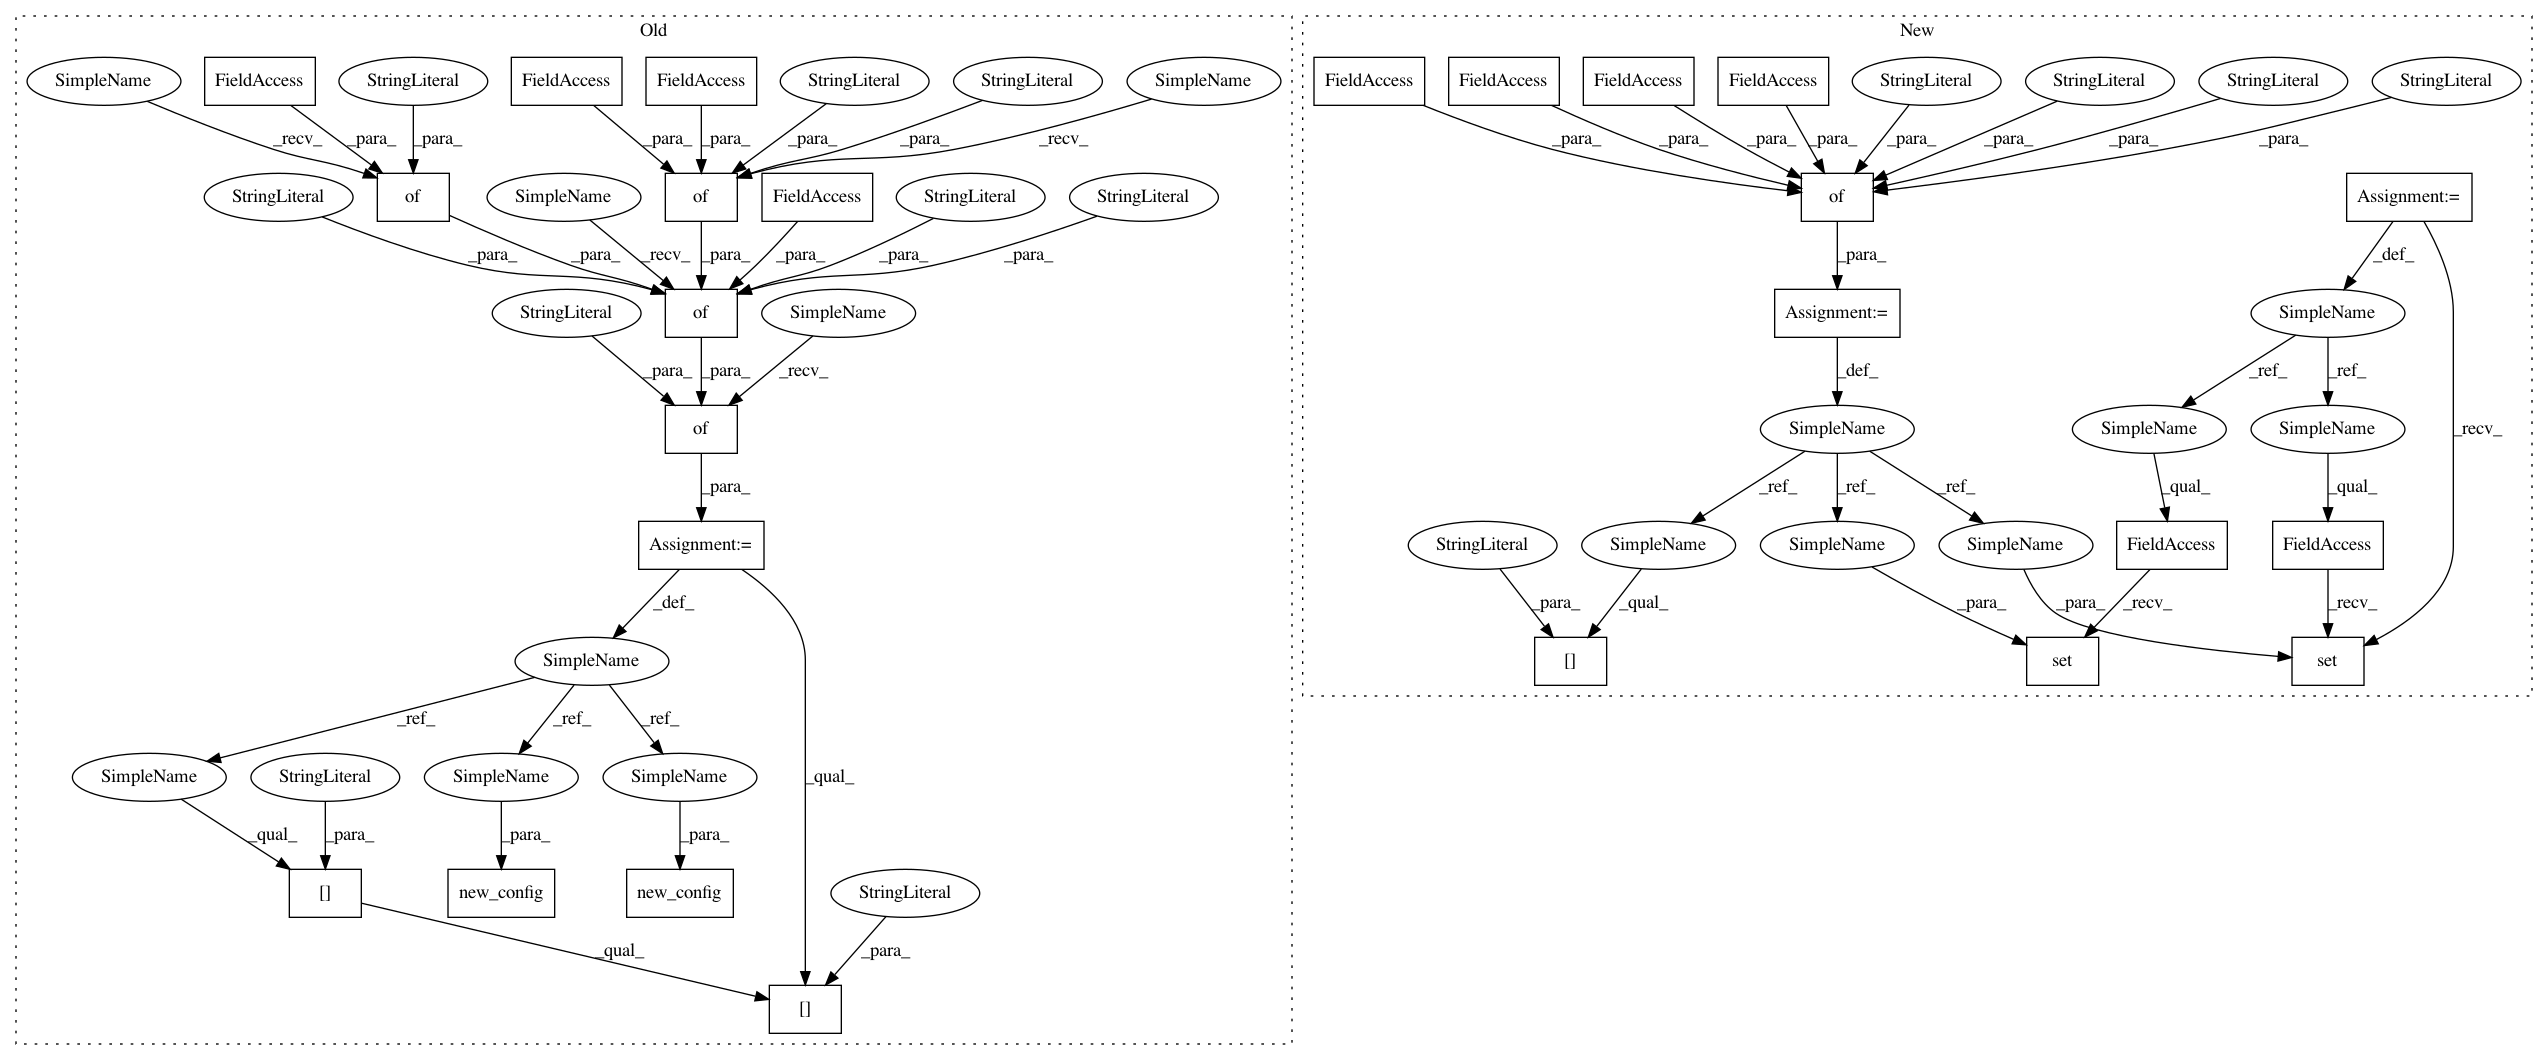 Old New
SimpleName FieldAccess StringLiteral FieldAccess FieldAccess StringLiteral StringLiteral SimpleName FieldAccess FieldAccess FieldAccess FieldAccess StringLiteral StringLiteral StringLiteral StringLiteral
_recv_ _para_ _para_ _para_ _para_ _para_ _para_ _recv_ _para_ _para_ _para_ _para_ _para_ _para_ _para_ _para_
StringLiteral of SimpleName of FieldAccess StringLiteral StringLiteral of Assignment:=
_para_ _para_ _recv_ _para_ _para_ _para_ _para_ _para_ _def_
StringLiteral of SimpleName Assignment:= SimpleName
_para_ _para_ _recv_ _def_ _ref_ _ref_
of SimpleName SimpleName SimpleName _recv_
_para_ _ref_ _ref_ _ref_ _qual_ _qual_
Assignment:= StringLiteral SimpleName SimpleName SimpleName FieldAccess FieldAccess
_def_ _para_ _qual_ _para_ _para_ _recv_ _recv_
SimpleName [] set set
_ref_ _ref_ _ref_
SimpleName StringLiteral SimpleName SimpleName _qual_
_qual_ _para_ _para_ _para_
[] new_config new_config StringLiteral
_qual_ _para_
[]